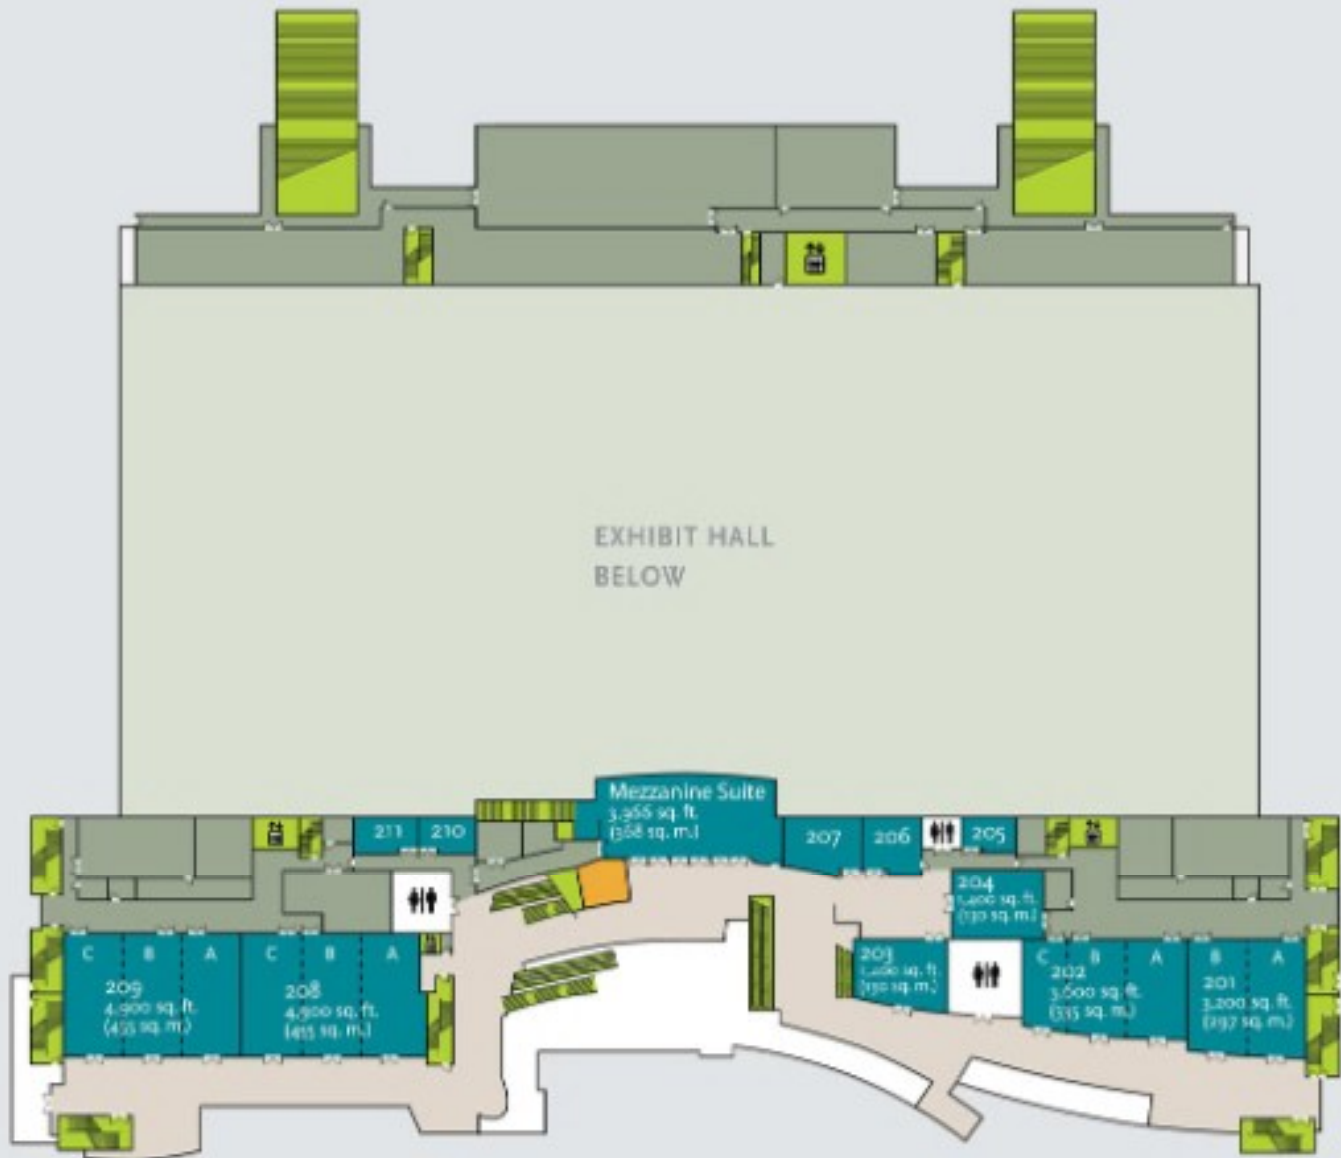 EXHIBIT HALL
BELOW
Mezzanine Suite
3,966 sq. ft.
(368 sq. m.)
211
210
207
206
205
204
1,400 sq. ft.
(130 sq. m.)
C
B
A
C
B
A
209
4,900 sq. ft.
(455 sq. m.)
208
4,900 sq. ft.
(455 sq. m.)
203
1,400 sq. ft.
(130 sq. m.)
C
B
A
202
3,600 sq. ft.
(335 sq. m.)
B
A
201
3,200 sq. ft.
(297 sq. m.)